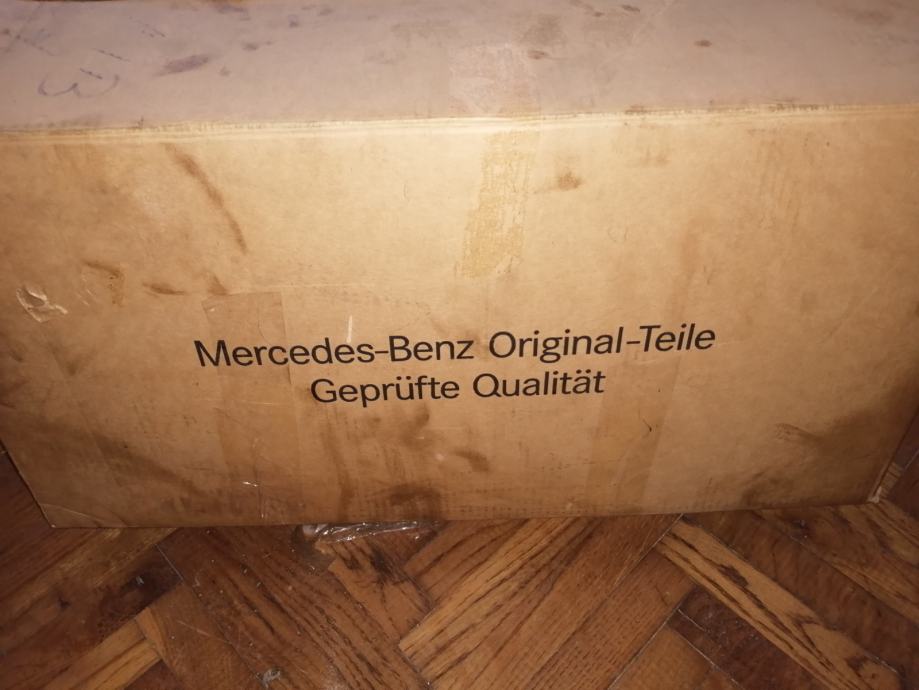 Mercedes-Benz Original-Teile
Geprüfte Qualität